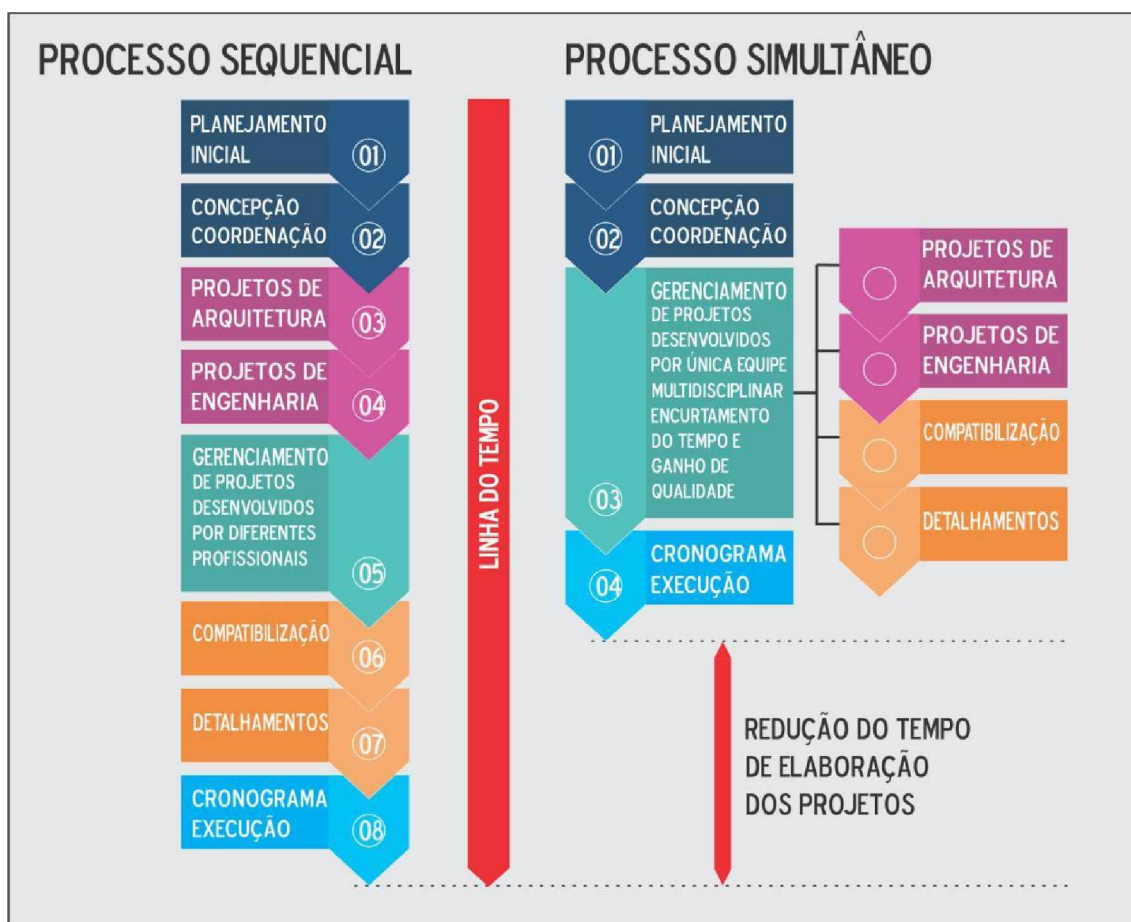 PROCESSO SEQUENCIAL
PLANEJAMENTO
INICIAL
01
CONCEPÇÃO
COORDENAÇÃO
02
PROJETOS DE
ARQUITETURA
03
PROJETOS DE
ENGENHARIA
04
GERENCIAMENTO
DE PROJETOS
DESENVOLVIDOS
POR DIFERENTES
PROFISSIONAIS
05
COMPATIBILIZAÇÃO
06
DETALHAMENTOS
07
CRONOGRAMA
EXECUÇÃO
08
LINHA DO TEMPO
PROCESSO SIMULTÂNEO
01
PLANEJAMENTO
INICIAL
02
CONCEPÇÃO
COORDENAÇÃO
03
GERENCIAMENTO
DE PROJETOS
DESENVOLVIDOS
POR ÚNICA EQUIPE
MULTIDISCIPLINAR
ENCURTAMENTO
DO TEMPO E
GANHO DE
QUALIDADE
04
CRONOGRAMA
EXECUÇÃO
PROJETOS DE
ARQUITETURA
PROJETOS DE
ENGENHARIA
COMPATIBILIZAÇÃO
DETALHAMENTOS
REDUÇÃO DO TEMPO
DE ELABORAÇÃO
DOS PROJETOS